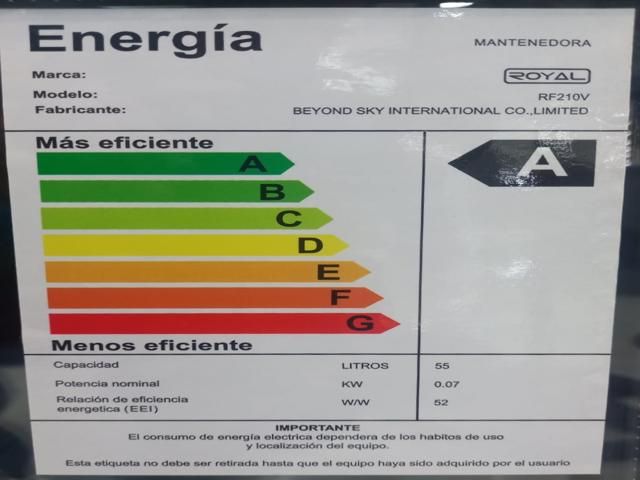 Energía
MANTENEDORA
Marca: ROYAL
Modelo: RF210V
Fabricante: BEYOND SKY INTERNATIONAL CO.,LIMITED
Más eficiente
A
A
B
C
D
E
F
G
Menos eficiente
Capacidad LITROS 55
Potencia nominal KW 0.07
Relación de eficiencia
energetica (EEI) W/W 52
IMPORTANTE
El consumo de energía electrica dependera de los habitos de uso
y localización del equipo.
Esta etiqueta no debe ser retirada hasta que el equipo haya sido adquirido por el usuario